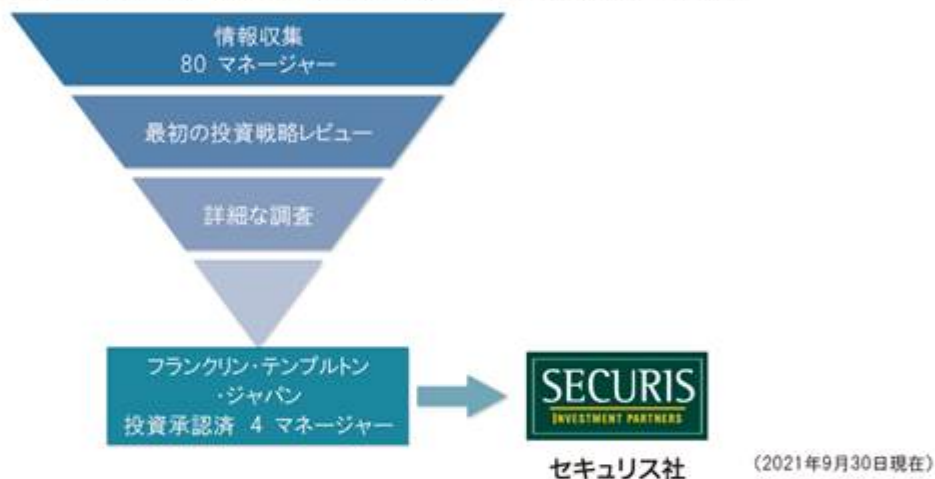 情報収集
80 マネージャー
最初の投資戦略レビュー
詳細な調査
フランクリン・テンプルトン
・ジャパン
投資承認済 4 マネージャー
SECURIS
INVESTMENT PARTNERS
セキュリス社
(2021年9月30日現在)